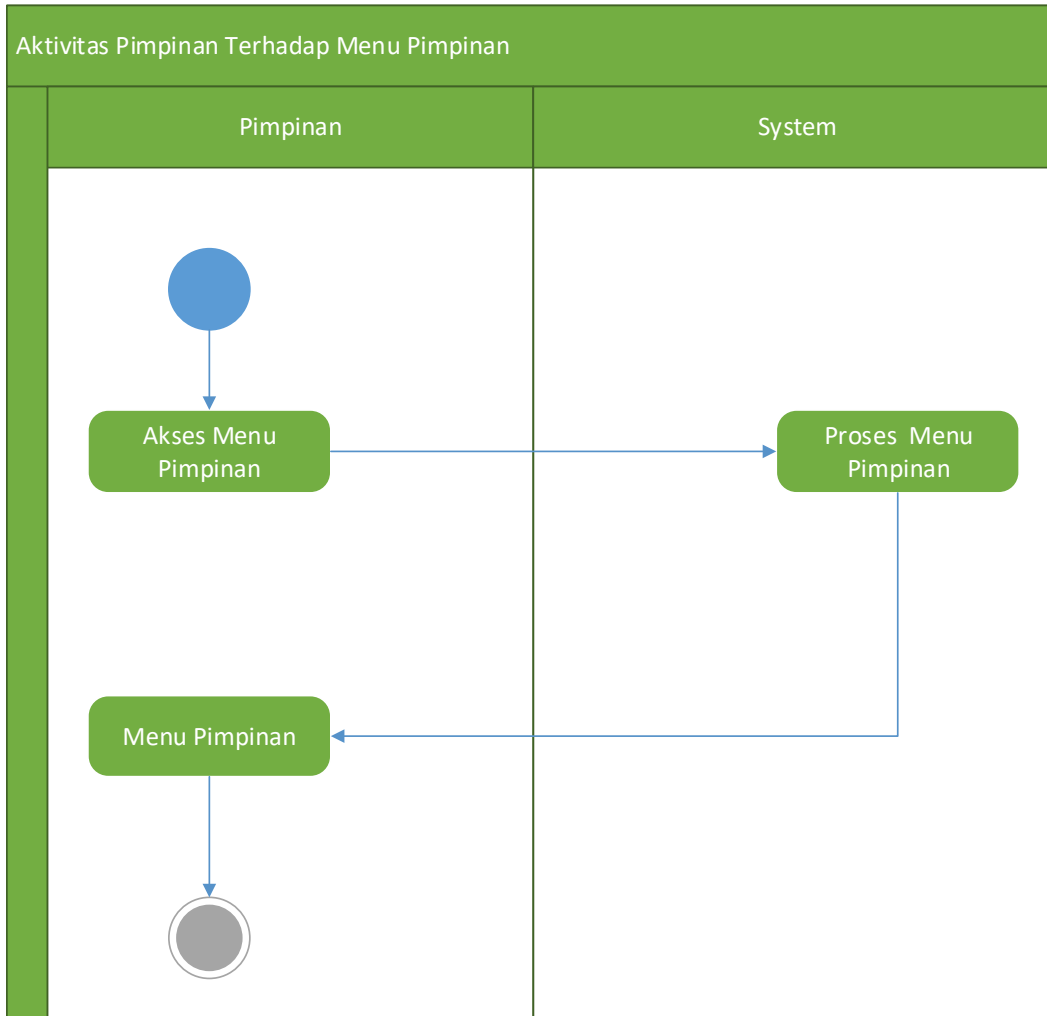 Aktivitas Pimpinan Terhadap Menu Pimpinan
Pimpinan
System
Akses Menu
Pimpinan
Proses Menu
Pimpinan
Menu Pimpinan